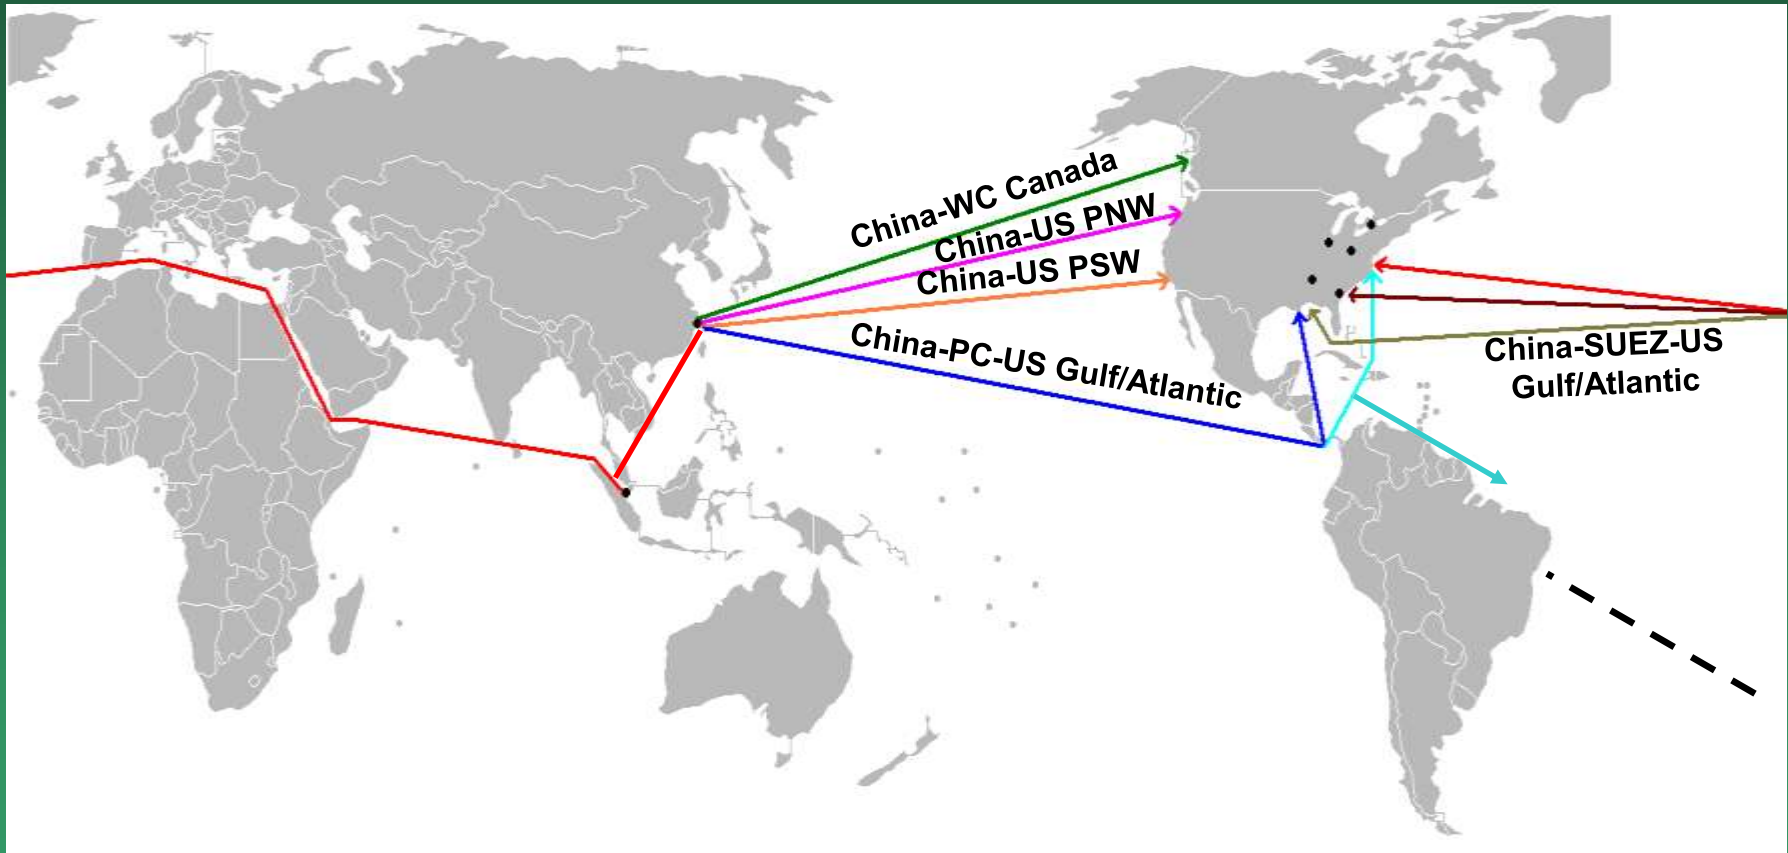 China-WC Canada
China-US PNW
China-US PSW
China-PC-US Gulf/Atlantic
China-SUEZ-US
Gulf/Atlantic